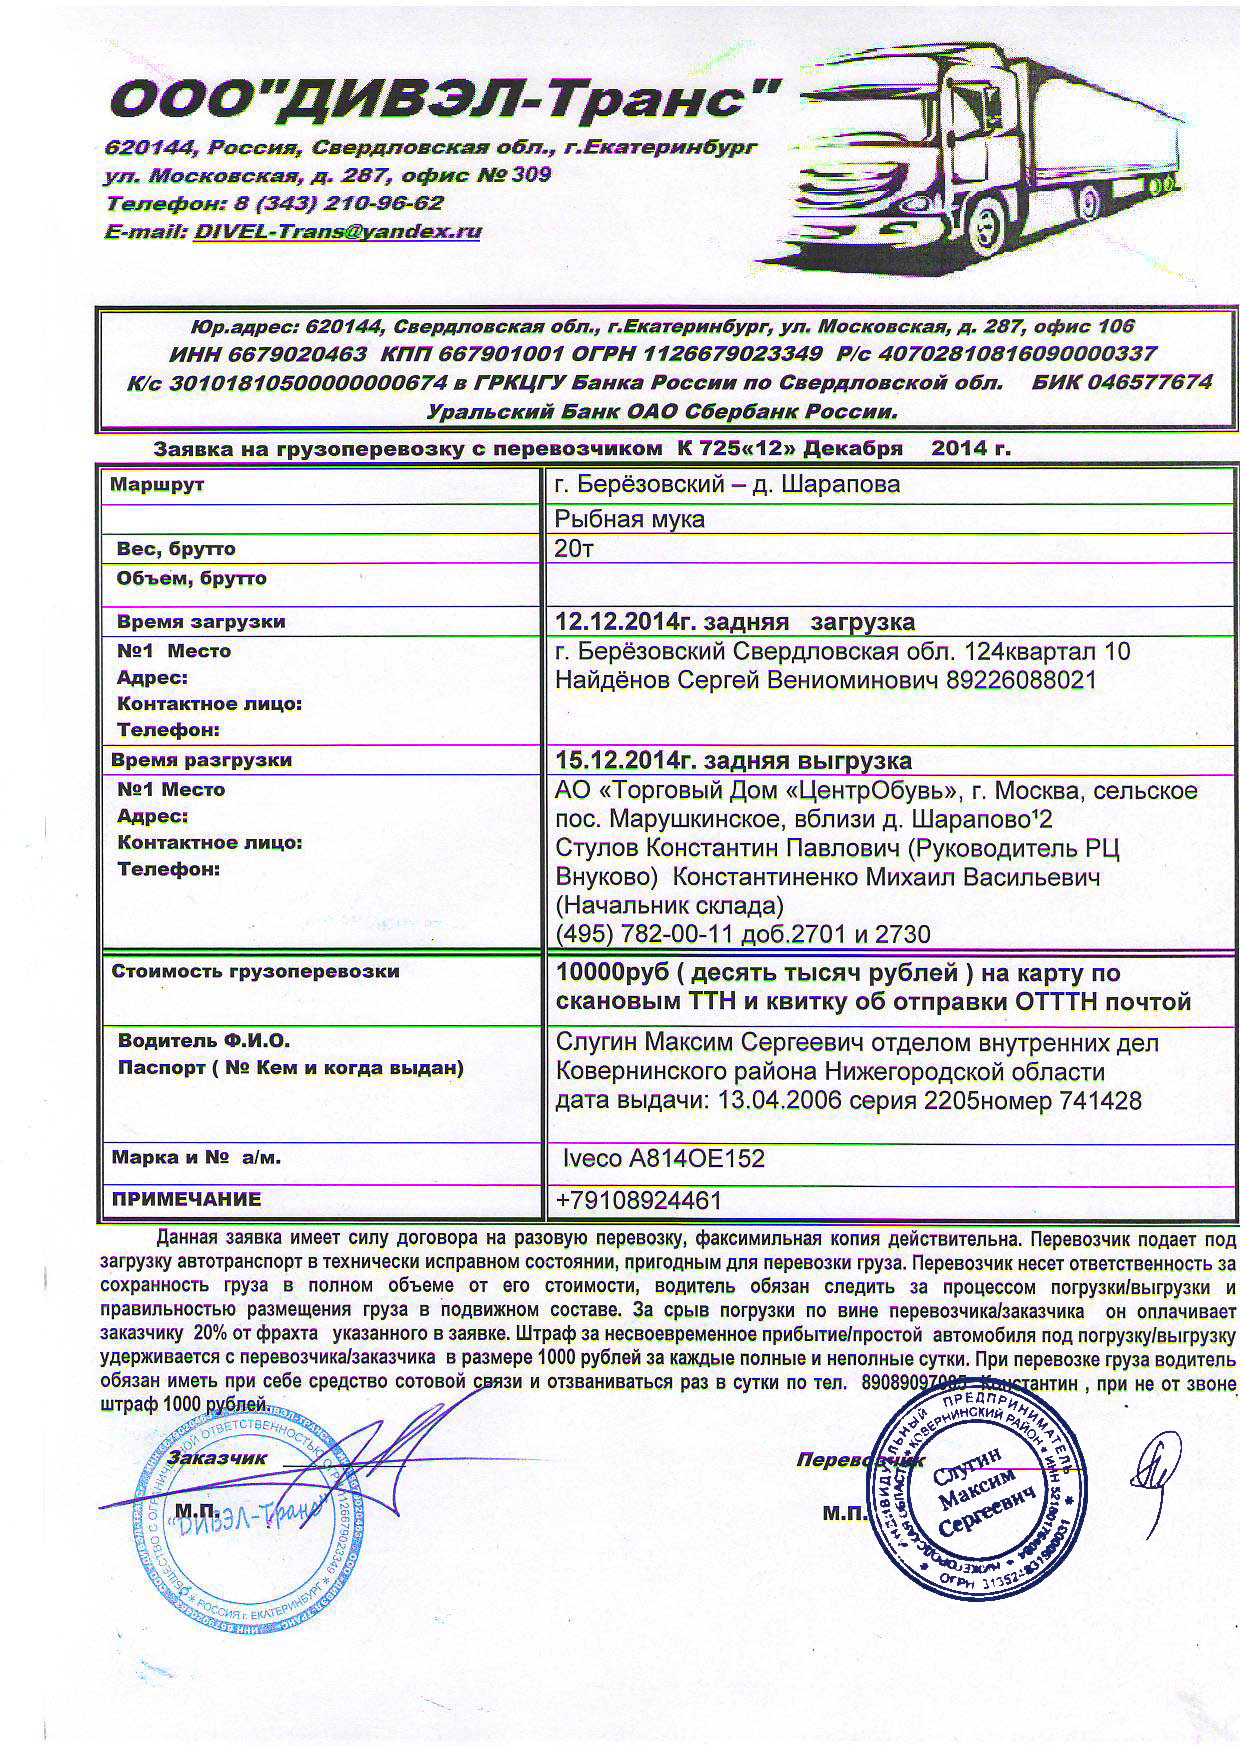 ООО"ДИВЭЛ-Транс"
620144, Россия, Свердловская обл., г.Екатеринбург
ул. Московская, д. 287, офис № 309
Телефон: 8 (343) 210-96-62
E-mail: DIVEL-Trans@yandex.ru
Юр.адрес: 620144, Свердловская обл., г.Екатеринбург, ул. Московская, д. 287, офис 106
ИНН 6679020463 КПП 667901001 ОГРН 1126679023349 Р/с 40702810816090000337
К/с 30101810500000000674 в ГРКЦГУ Банка России по Свердловской обл. БИК 046577674
Уральский Банк ОАО Сбербанк России.
Заявка на грузоперевозку с перевозчиком К 725«12» Декабря 2014 г.
Маршрут
г. Берёзовский – д. Шарапова
Рыбная мука
Вес, брутто
20т
Объем, брутто
Время загрузки
12.12.2014г. задняя загрузка
№1 Место
Адрес:
Контактное лицо:
Телефон:
г. Берёзовский Свердловская обл. 124квартал 10
Найдёнов Сергей Вениоминович 89226088021
Время разгрузки
15.12.2014г. задняя выгрузка
№1 Место
Адрес:
Контактное лицо:
Телефон:
АО «Торговый Дом «ЦентрОбувь», г. Москва, сельское
пос. Марушкинское, вблизи д. Шарапово¹2
Стулов Константин Павлович (Руководитель РЦ
Внуково) Константиненко Михаил Васильевич
(Начальник склада)
(495) 782-00-11 доб.2701 и 2730
Стоимость грузоперевозки
10000руб ( десять тысяч рублей ) на карту по
скановым ТТН и квитку об отправки ОТТТН почтой
Водитель Ф.И.О.
Паспорт ( № Кем и когда выдан)
Слугин Максим Сергеевич отделом внутренних дел
Ковернинского района Нижегородской области
дата выдачи: 13.04.2006 серия 2205номер 741428
Марка и № а/м.
Iveco А814ОЕ152
ПРИМЕЧАНИЕ
+79108924461
Данная заявка имеет силу договора на разовую перевозку, факсимильная копия действительна. Перевозчик подает под
загрузку автотранспорт в технически исправном состоянии, пригодным для перевозки груза. Перевозчик несет ответственность за
сохранность груза в полном объеме от его стоимости, водитель обязан следить за процессом погрузки/выгрузки и
правильностью размещения груза в подвижном составе. За срыв погрузки по вине перевозчика/заказчика он оплачивает
заказчику 20% от фрахта указанного в заявке. Штраф за несвоевременное прибытие/простой автомобиля под погрузку/выгрузку
удерживается с перевозчика/заказчика в размере 1000 рублей за каждые полные и неполные сутки. При перевозке груза водитель
обязан иметь при себе средство сотовой связи и отзваниваться раз в сутки по тел. Константин , при не от звоне
штраф 1000 рублей.
Заказчик
Перевозчик
М.П.
М.П.
ОБЩЕСТВО С ОГРАНИЧЕННОЙ ОТВЕТСТВЕННОСТЬЮ ОГРН 1126679023349
РОССИЯ г. ЕКАТЕРИНБУРГ
"ДИВЭЛ-Транс"
ИНДИВИДУАЛЬНЫЙ ПРЕДПРИНИМАТЕЛЬ
НИЖЕГОРОДСКАЯ ОБЛАСТЬ КОВЕРНИНСКИЙ РАЙОН
Слугин
Максим
Сергеевич